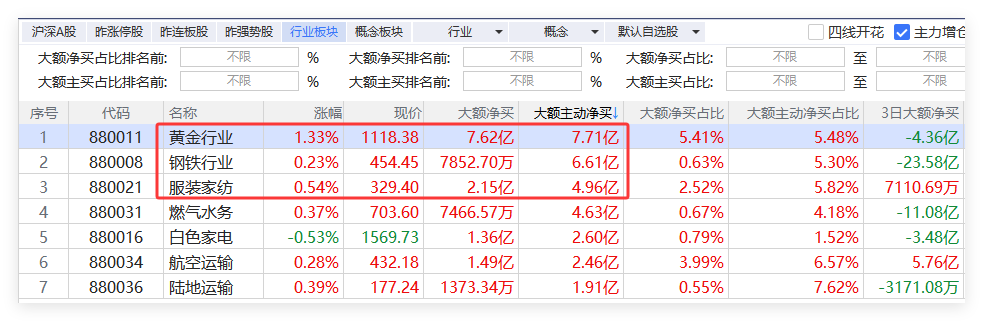 沪深A股 昨涨停股 昨连板股 昨强势股 行业板块 概念板块 行业 概念 默认自选股 四线开花 主力增仓
大额净买占比排名前: 不限 % 大额净买排名前: 不限 % 大额净买占比: 不限 至 不限
大额主买占比排名前: 不限 % 大额主买排名前: 不限 % 大额主买占比: 不限 至 不限
序号 代码 名称 涨幅 现价 大额净买 大额主动净买↓ 大额净买占比 大额主动净买占比 3日大额净买
1 880011 黄金行业 1.33% 1118.38 7.62亿 7.71亿 5.41% 5.48% -4.36亿
2 880008 钢铁行业 0.23% 454.45 7852.70万 6.61亿 0.63% 5.30% -23.58亿
3 880021 服装家纺 0.54% 329.40 2.15亿 4.96亿 2.52% 5.82% 7110.69万
4 880031 燃气水务 0.37% 703.60 7466.57万 4.63亿 0.67% 4.18% -11.08亿
5 880016 白色家电 -0.53% 1569.73 1.36亿 2.60亿 0.79% 1.52% -3.48亿
6 880034 航空运输 0.28% 432.18 1.49亿 2.46亿 3.99% 6.57% 5.76亿
7 880036 陆地运输 0.39% 177.24 1373.34万 1.91亿 0.55% 7.62% -3171.08万